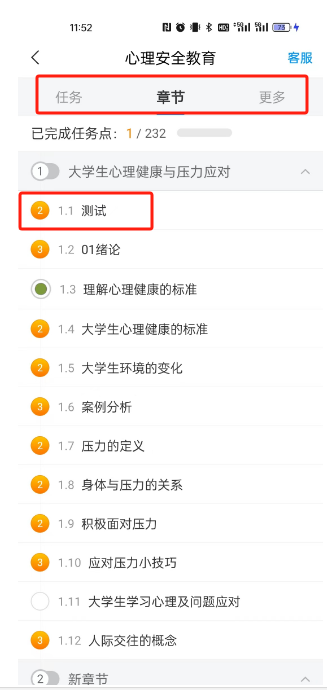 11:52
心理安全教育 客服
任务 章节 更多
已完成任务点：1 / 232
1 大学生心理健康与压力应对
2 1.1 测试
3 1.2 01绪论
1.3 理解心理健康的标准
2 1.4 大学生心理健康的标准
2 1.5 大学生环境的变化
3 1.6 案例分析
2 1.7 压力的定义
2 1.8 身体与压力的关系
2 1.9 积极面对压力
3 1.10 应对压力小技巧
1.11 大学生学习心理及问题应对
3 1.12 人际交往的概念
2 新章节